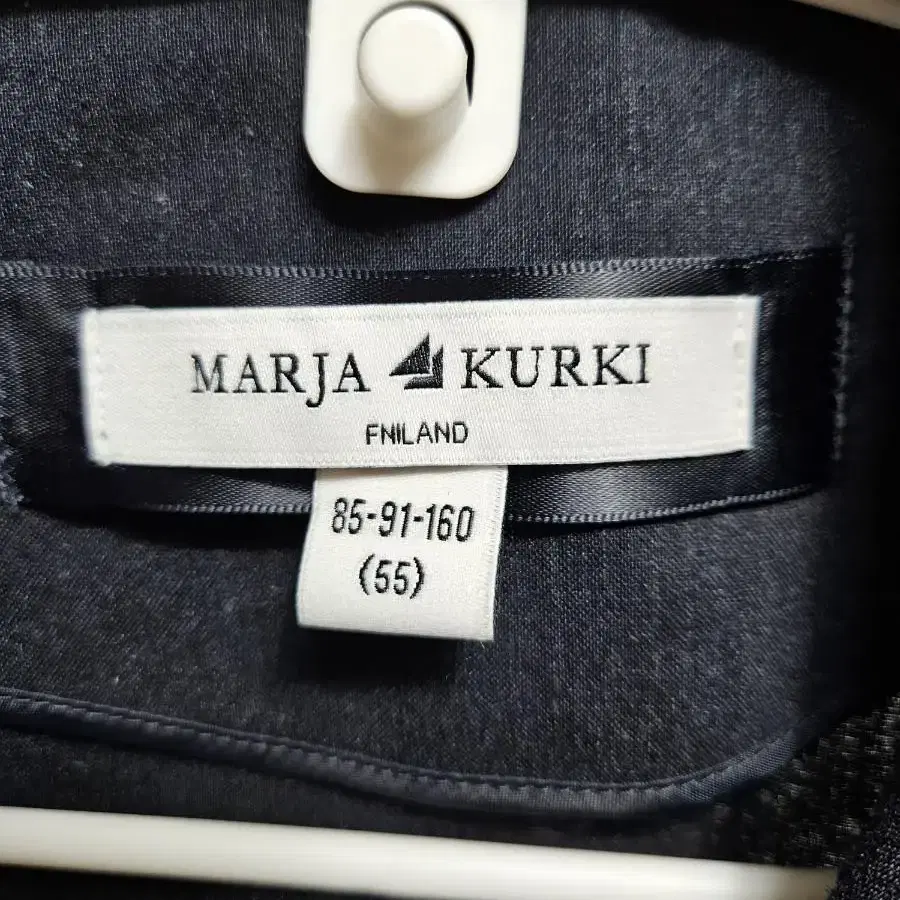 MARJA KURKI
FNILAND
85-91-160
(55)